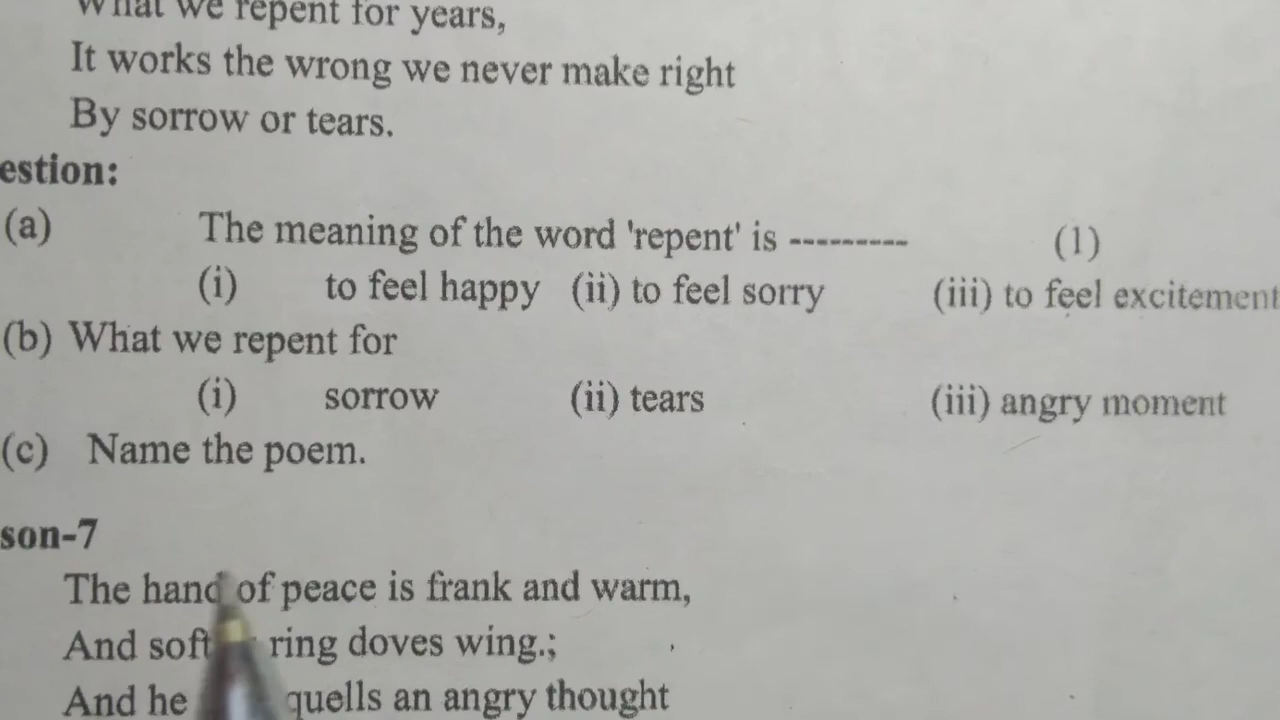 What we repent for years,
It works the wrong we never make right
By sorrow or tears.
estion:
(a) The meaning of the word 'repent' is --------- (1)
(i) to feel happy (ii) to feel sorry (iii) to feel excitement
(b) What we repent for
(i) sorrow (ii) tears (iii) angry moment
(c) Name the poem.
son-7
The hand of peace is frank and warm,
And soft ring doves wing.;
And he quells an angry thought